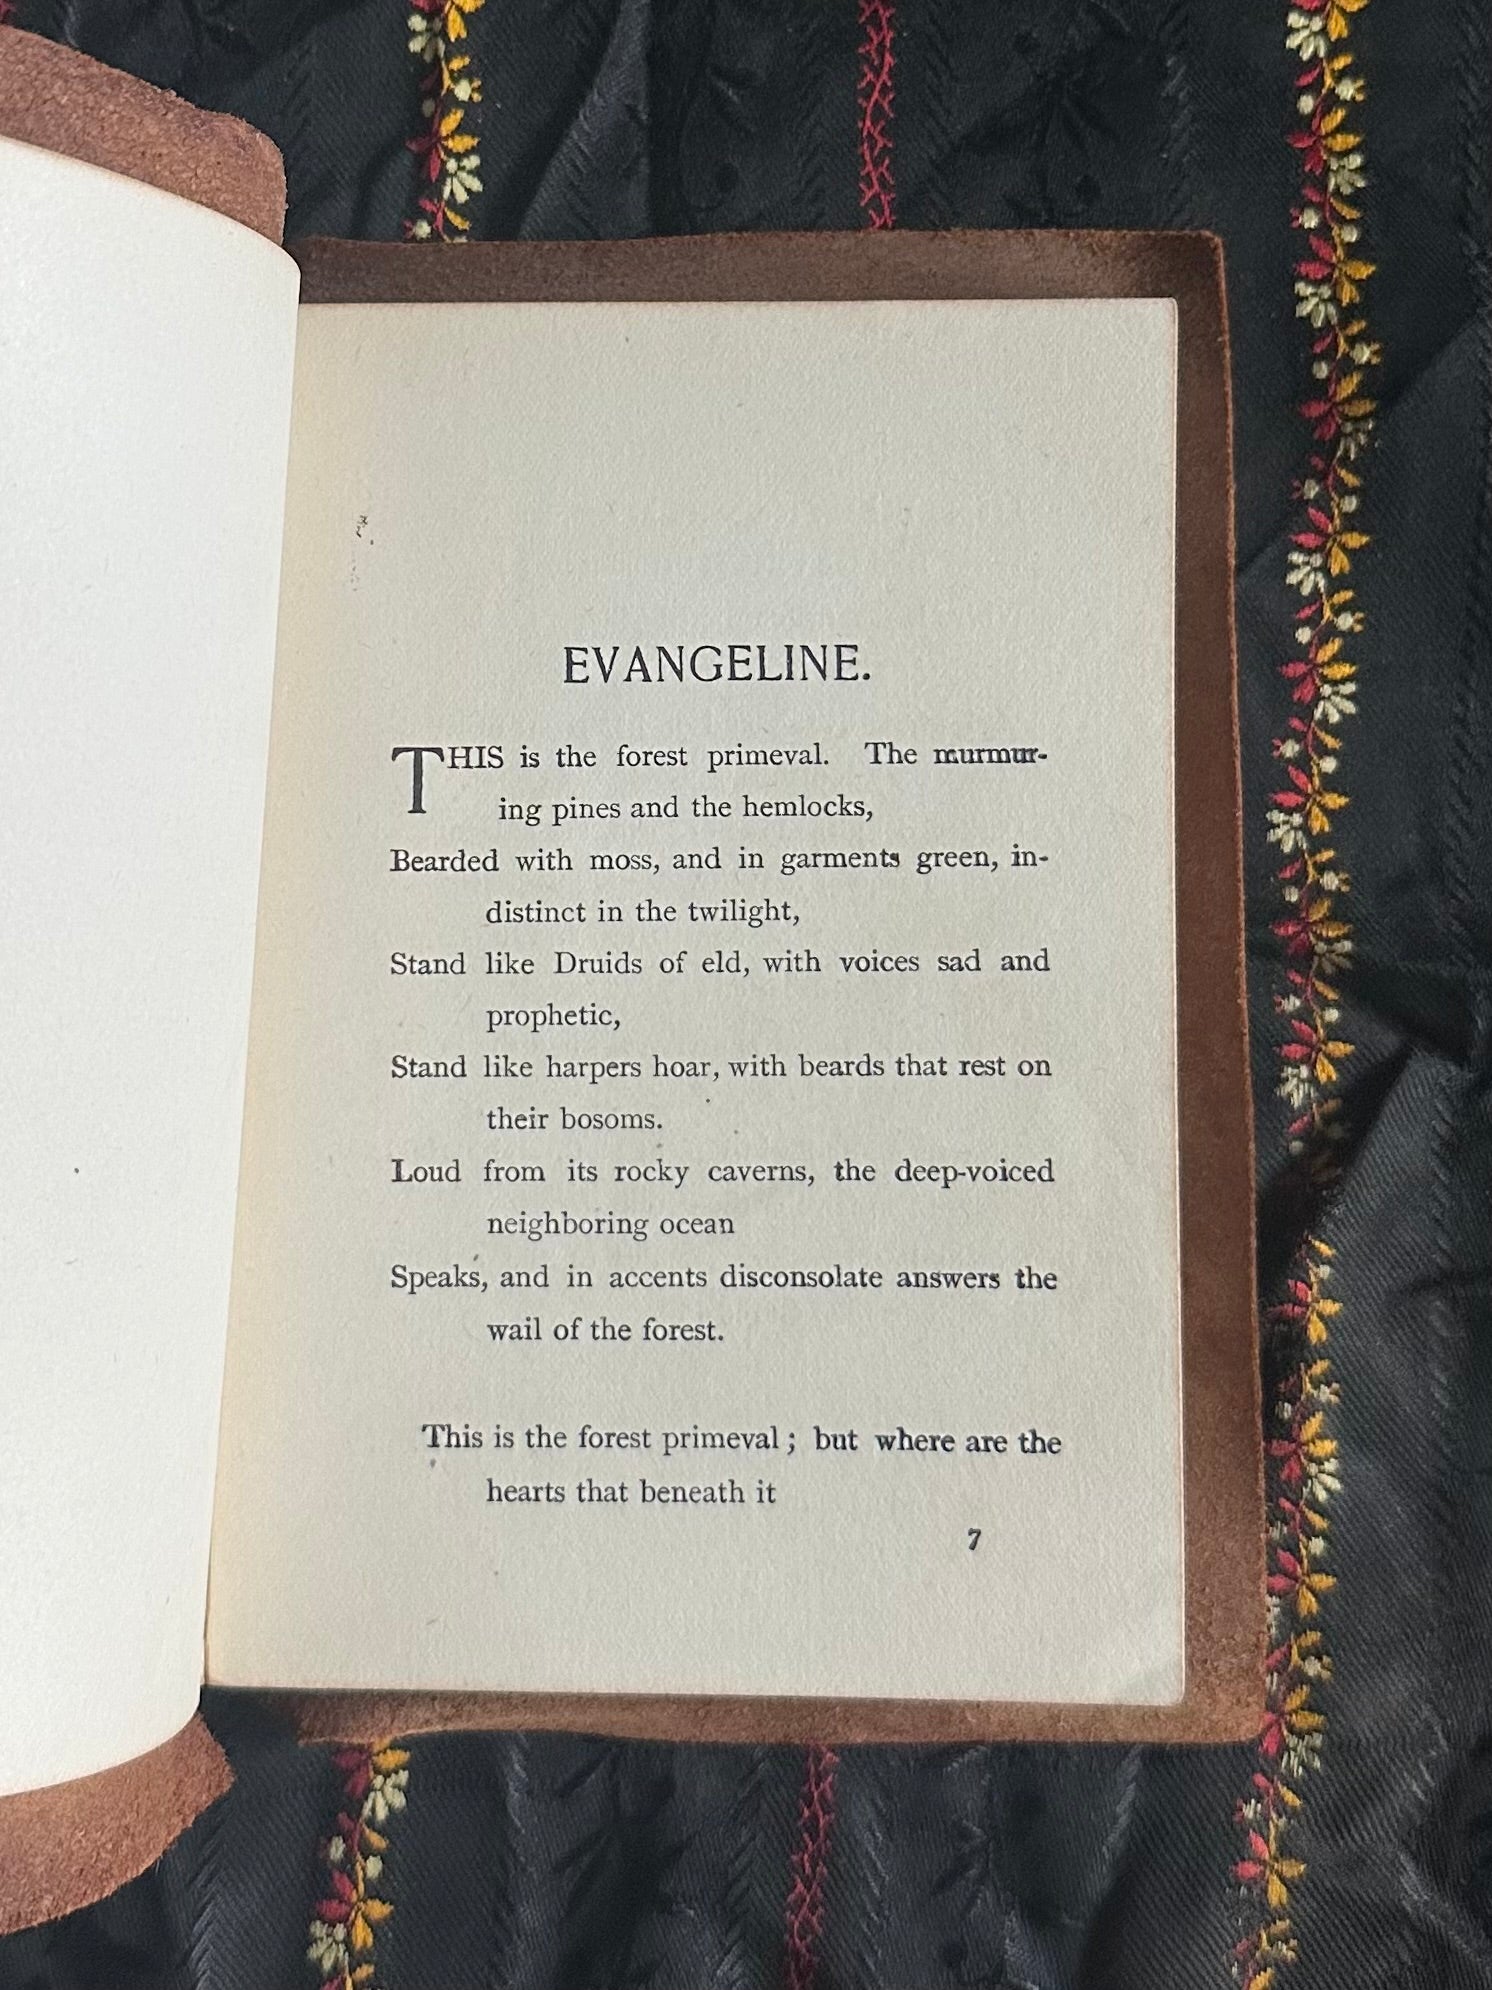 EVANGELINE.
THIS is the forest primeval. The murmur-
ing pines and the hemlocks,
Bearded with moss, and in garments green, in-
distinct in the twilight,
Stand like Druids of eld, with voices sad and
prophetic,
Stand like harpers hoar, with beards that rest on
their bosoms.
Loud from its rocky caverns, the deep-voiced
neighboring ocean
Speaks, and in accents disconsolate answers the
wail of the forest.
This is the forest primeval; but where are the
hearts that beneath it
7